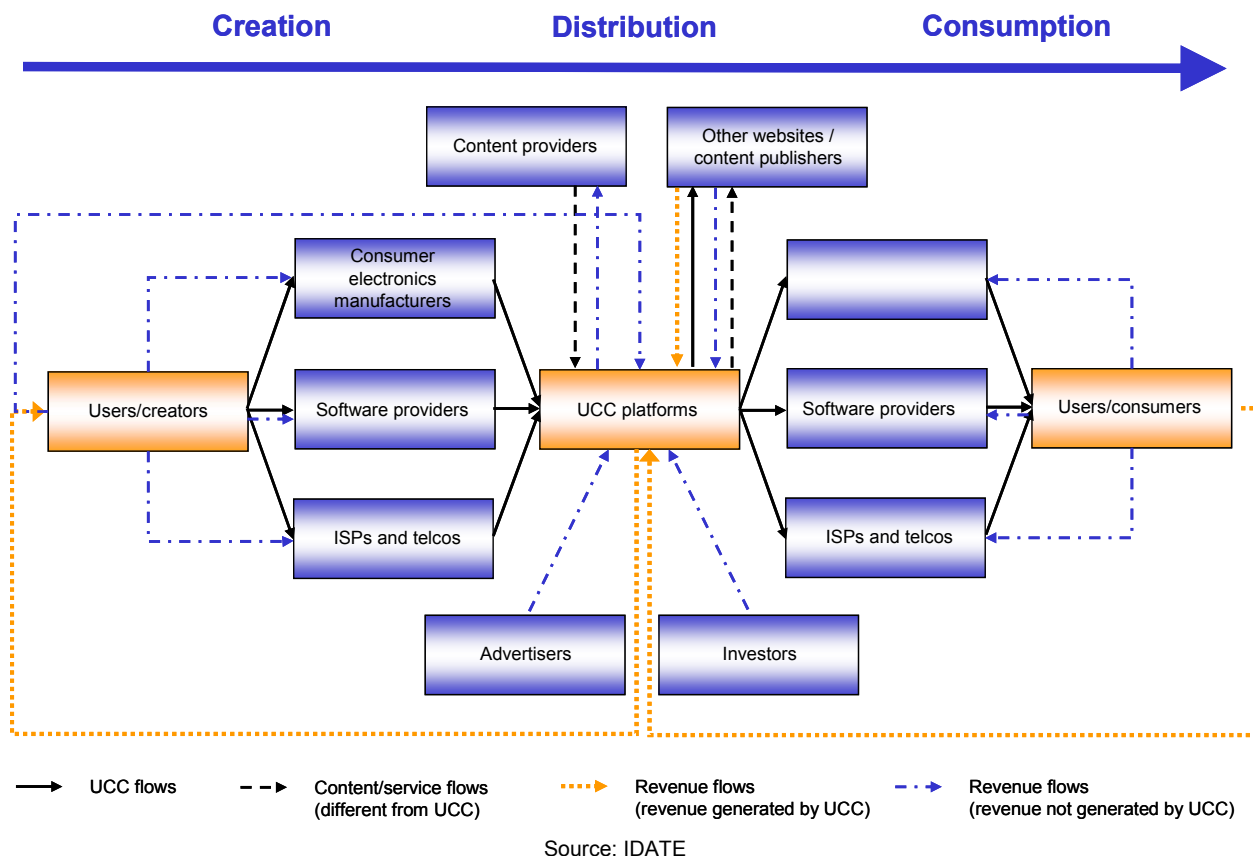 Creation
Distribution
Consumption
Content providers
Other websites /
content publishers
Consumer
electronics
manufacturers
Users/creators
Software providers
UCC platforms
Software providers
Users/consumers
ISPs and telcos
ISPs and telcos
Advertisers
Investors
UCC flows
Content/service flows
(different from UCC)
Revenue flows
(revenue generated by UCC)
Revenue flows
(revenue not generated by UCC)
Source: IDATE